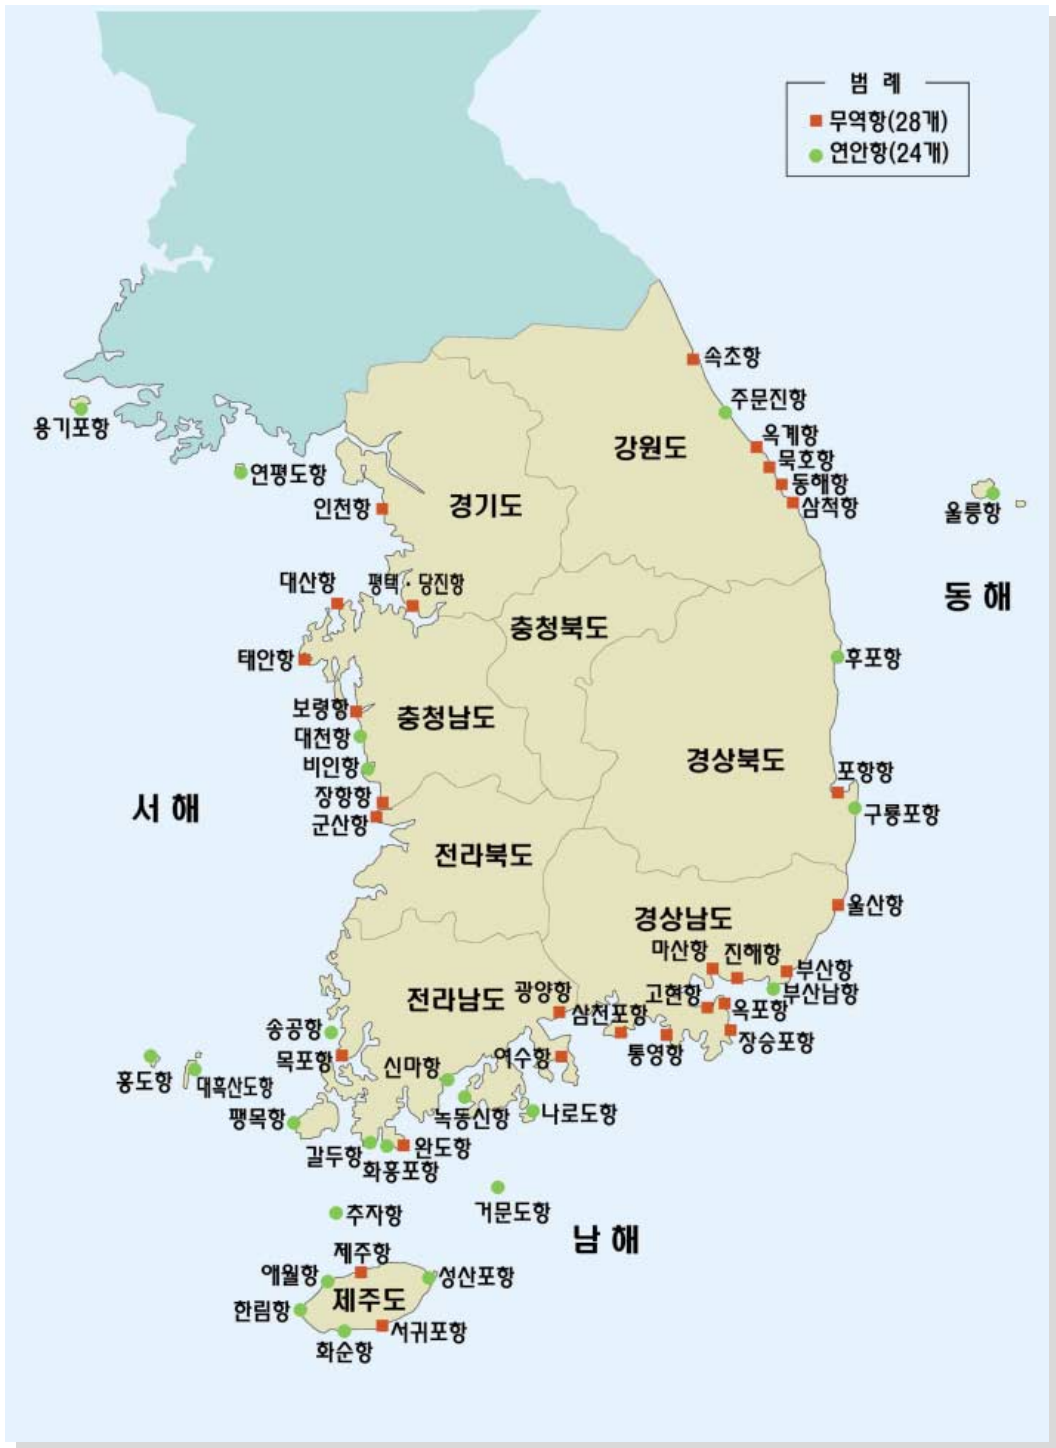 범 례
무역항(28개)
연안항(24개)
속초항
주문진항
강원도
옥계항
묵호항
동해항
삼척항
용기포항
연평도항
인천항
경기도
울릉항
대산항
평택·당진항
동 해
충청북도
태안항
후포항
보령항
충청남도
대천항
경상북도
비인항
포항항
장항항
서 해
구룡포항
군산항
전라북도
울산항
경상남도
마산항
진해항
부산항
부산남항
광양항
고현항
전라남도
삼천포항
옥포항
송공항
장승포항
목포항
신마항
여수항
통영항
홍도항
대흑산도항
팽목항
녹동신항
나로도항
갈두항
완도항
화흥포항
거문도항
추자항
남 해
제주항
애월항
성산포항
제주도
한림항
서귀포항
화순항